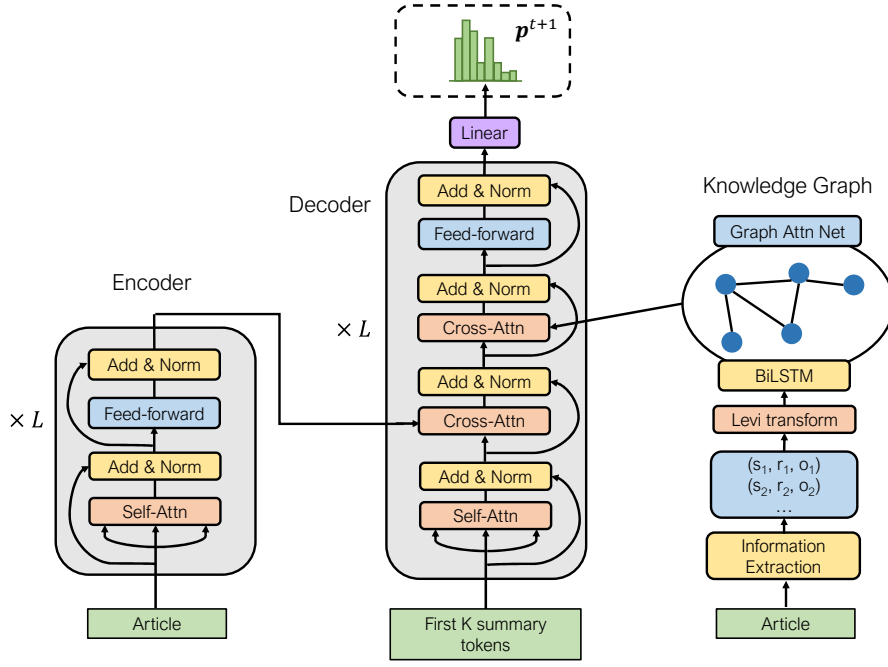 p^{t+1}
Linear
Decoder
Add & Norm
Feed-forward
Add & Norm
Cross-Attn
Add & Norm
Cross-Attn
Add & Norm
Self-Attn
× L
First K summary
tokens
Encoder
Add & Norm
Feed-forward
Add & Norm
Self-Attn
× L
Article
Knowledge Graph
Graph Attn Net
BiLSTM
Levi transform
(s₁, r₁, o₁)
(s₂, r₂, o₂)
...
Information
Extraction
Article